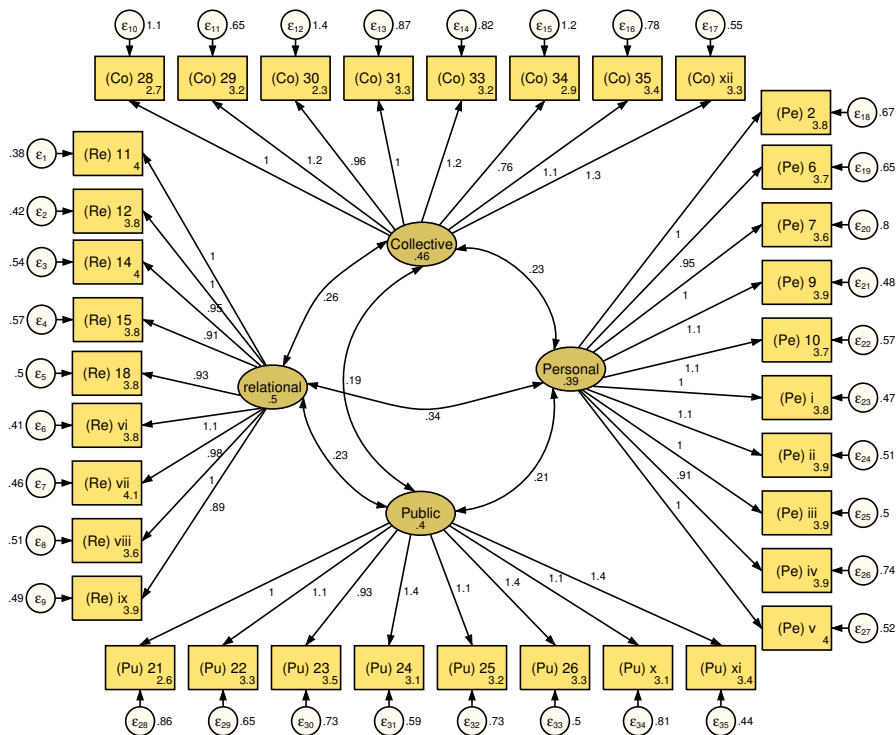 ε10 1.1 ε11 .65 ε12 1.4 ε13 .87 ε14 .82 ε15 1.2 ε16 .78 ε17 .55
(Co) 28 2.7 (Co) 29 3.2 (Co) 30 2.3 (Co) 31 3.3 (Co) 33 3.2 (Co) 34 2.9 (Co) 35 3.4 (Co) xii 3.3
1 1.2 .96 1 1.2 .76 1.1 1.3
.38 ε1 (Re) 11 4
.42 ε2 (Re) 12 3.8
.54 ε3 (Re) 14 4
.57 ε4 (Re) 15 3.8
.5 ε5 (Re) 18 3.8
.41 ε6 (Re) vi 3.8
.46 ε7 (Re) vii 4.1
.51 ε8 (Re) viii 3.6
.49 ε9 (Re) ix 3.9
1
1
.95
.91
.93
1.1
.98
1
.89
Collective
.46
relational
.5
Personal
.39
Public
.4
.26
.23
.19
.34
.23
.21
(Pe) 2 3.8 ε18 .67
(Pe) 6 3.7 ε19 .65
(Pe) 7 3.6 ε20 .8
(Pe) 9 3.9 ε21 .48
(Pe) 10 3.7 ε22 .57
(Pe) i 3.8 ε23 .47
(Pe) ii 3.9 ε24 .51
(Pe) iii 3.9 ε25 .5
(Pe) iv 3.9 ε26 .74
(Pe) v 4 ε27 .52
1
.95
1
1.1
1.1
1
1.1
1
.91
1
1 1.1 .93 1.4 1.1 1.4 1.1 1.4
(Pu) 21 2.6 (Pu) 22 3.3 (Pu) 23 3.5 (Pu) 24 3.1 (Pu) 25 3.2 (Pu) 26 3.3 (Pu) x 3.1 (Pu) xi 3.4
ε28 .86 ε29 .65 ε30 .73 ε31 .59 ε32 .73 ε33 .5 ε34 .81 ε35 .44